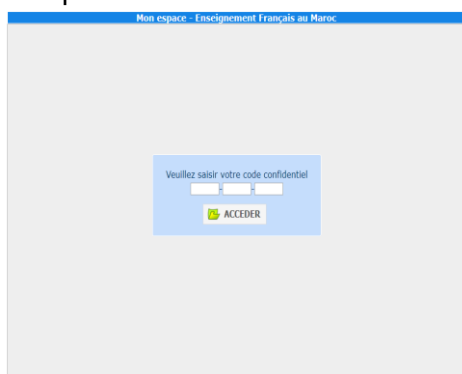 Mon espace - Enseignement Français au Maroc
Veuillez saisir votre code confidentiel
- -
ACCEDER